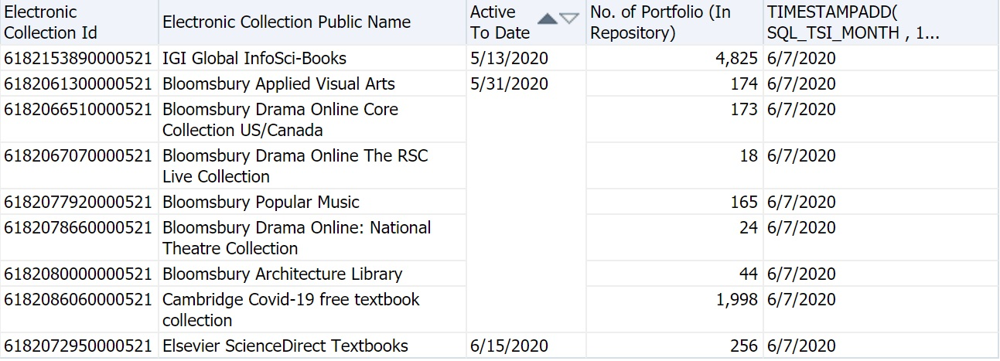 Electronic Collection Id Electronic Collection Public Name Active To Date No. of Portfolio (In Repository) TIMESTAMPADD( SQL_TSI_MONTH , 1...
6182153890000521 IGI Global InfoSci-Books 5/13/2020 4,825 6/7/2020
6182061300000521 Bloomsbury Applied Visual Arts 5/31/2020 174 6/7/2020
6182066510000521 Bloomsbury Drama Online Core 173 6/7/2020
Collection US/Canada
6182067070000521 Bloomsbury Drama Online The RSC 18 6/7/2020
Live Collection
6182077920000521 Bloomsbury Popular Music 165 6/7/2020
6182078660000521 Bloomsbury Drama Online: National 24 6/7/2020
Theatre Collection
6182080000000521 Bloomsbury Architecture Library 44 6/7/2020
6182086060000521 Cambridge Covid-19 free textbook 1,998 6/7/2020
collection
6182072950000521 Elsevier ScienceDirect Textbooks 6/15/2020 256 6/7/2020